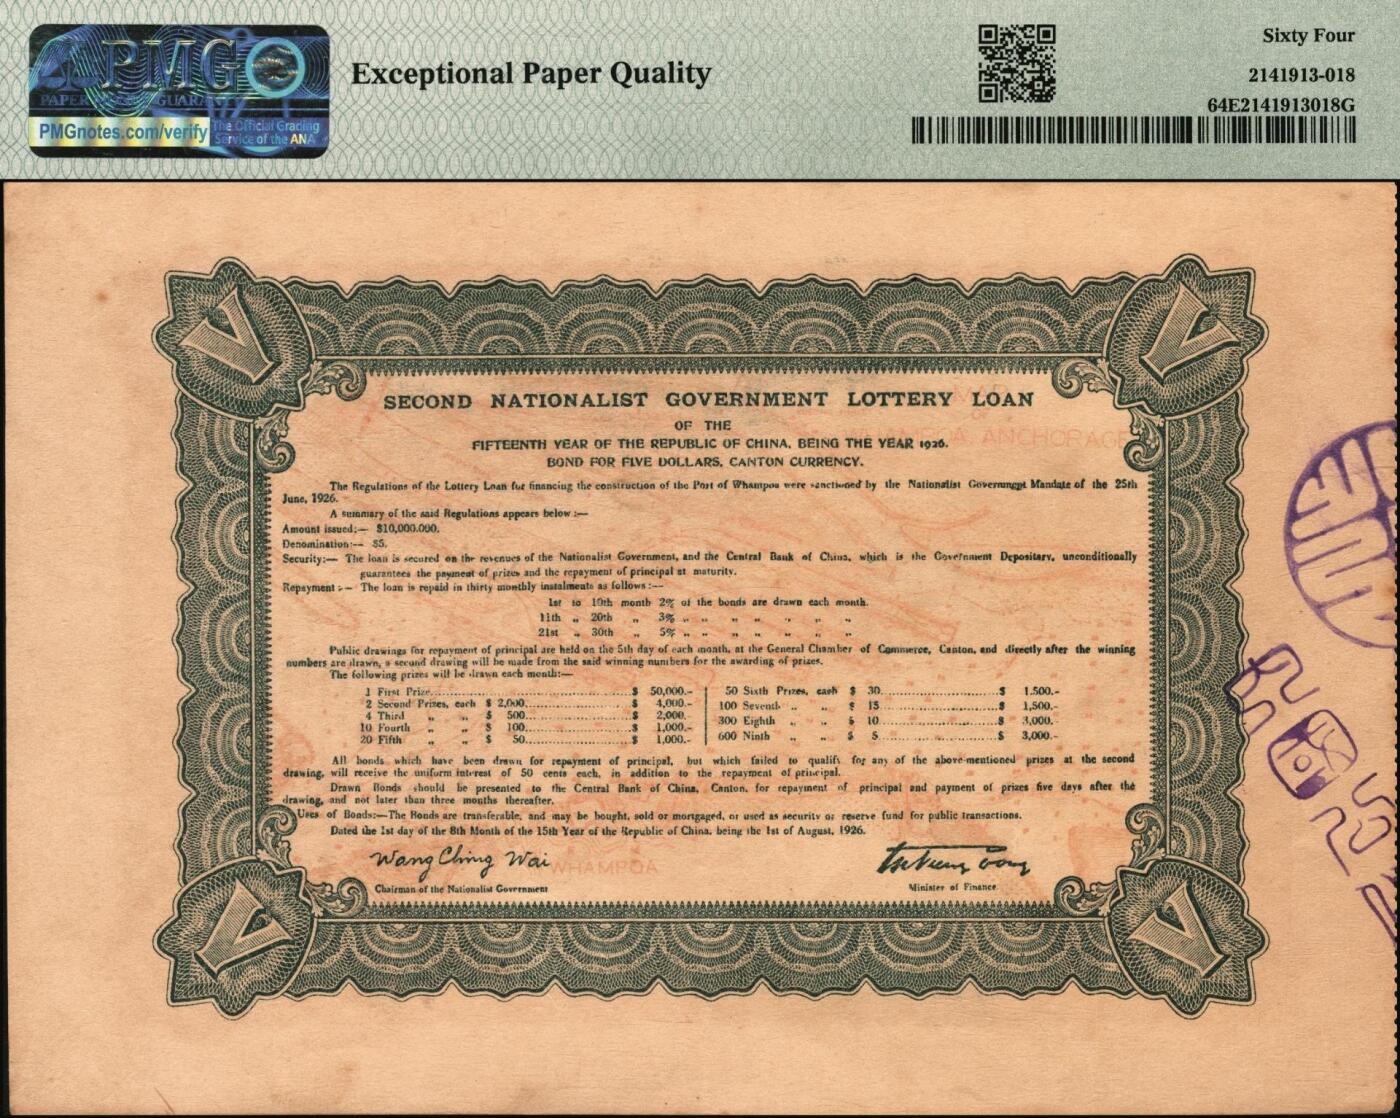 PMG
PAPER MONEY GUARANTY
PMGnotes.com/verify
The Official Grading
Service of the ANA
Exceptional Paper Quality
Sixty Four
2141913-018
64E2141913018G
V V
SECOND NATIONALIST GOVERNMENT LOTTERY LOAN
OF THE
FIFTEENTH YEAR OF THE REPUBLIC OF CHINA, BEING THE YEAR 1926.
BOND FOR FIVE DOLLARS, CANTON CURRENCY.
WHAMPOA ANCHORAGE
The Regulations of the Lottery Loan for financing the construction of the Port of Whampoa were sanctioned by the Nationalist Government Mandate of the 25th
June, 1926.
A summary of the said Regulations appears below :—
Amount issued:— $10,000.000.
Denomination:— $5.
Security:— The loan is secured on the revenues of the Nationalist Government, and the Central Bank of China, which is the Government Depositary, unconditionally
guarantees the payment of prizes and the repayment of principal at maturity.
Repayment :— The loan is repaid in thirty monthly instalments as follows :—
1st to 10th month 2% of the bonds are drawn each month.
11th „ 20th „ 3% „ „ „ „ „ „ „
21st „ 30th „ 5% „ „ „ „ „ „ „
Public drawings for repayment of principal are held on the 5th day of each month, at the General Chamber of Commerce, Canton, and directly after the winning
numbers are drawn, a second drawing will be made from the said winning numbers for the awarding of prizes.
The following prizes will be drawn each month:—
1 First Prize.......... $ 50,000.- 50 Sixth Prizes, each $ 30.......... $ 1.500.-
2 Second Prizes, each $ 2,000.......... $ 4,000.- 100 Seventh „ „ $ 15.......... $ 1,500.-
4 Third „ „ $ 500.......... $ 2,000.- 300 Eighth „ „ $ 10.......... $ 3,000.-
10 Fourth „ „ $ 100.......... $ 1,000.- 600 Ninth „ „ $ 5.......... $ 3,000.-
20 Fifth „ „ $ 50.......... $ 1,000.-
All bonds which have been drawn for repayment of principal, but which failed to qualify for any of the above-mentioned prizes at the second
drawing, will receive the uniform interest of 50 cents each, in addition to the repayment of principal.
Drawn Bonds should be presented to the Central Bank of China, Canton, for repayment of principal and payment of prizes five days after the
drawing, and not later than three months thereafter.
Uses of Bonds:—The Bonds are transferable, and may be bought, sold or mortgaged, or used as security or reserve fund for public transactions.
Dated the 1st day of the 8th Month of the 15th Year of the Republic of China, being the 1st of August, 1926.
Wang Ching Wai
WHAMPOA
Chairman of the Nationalist Government Minister of Finance
V V